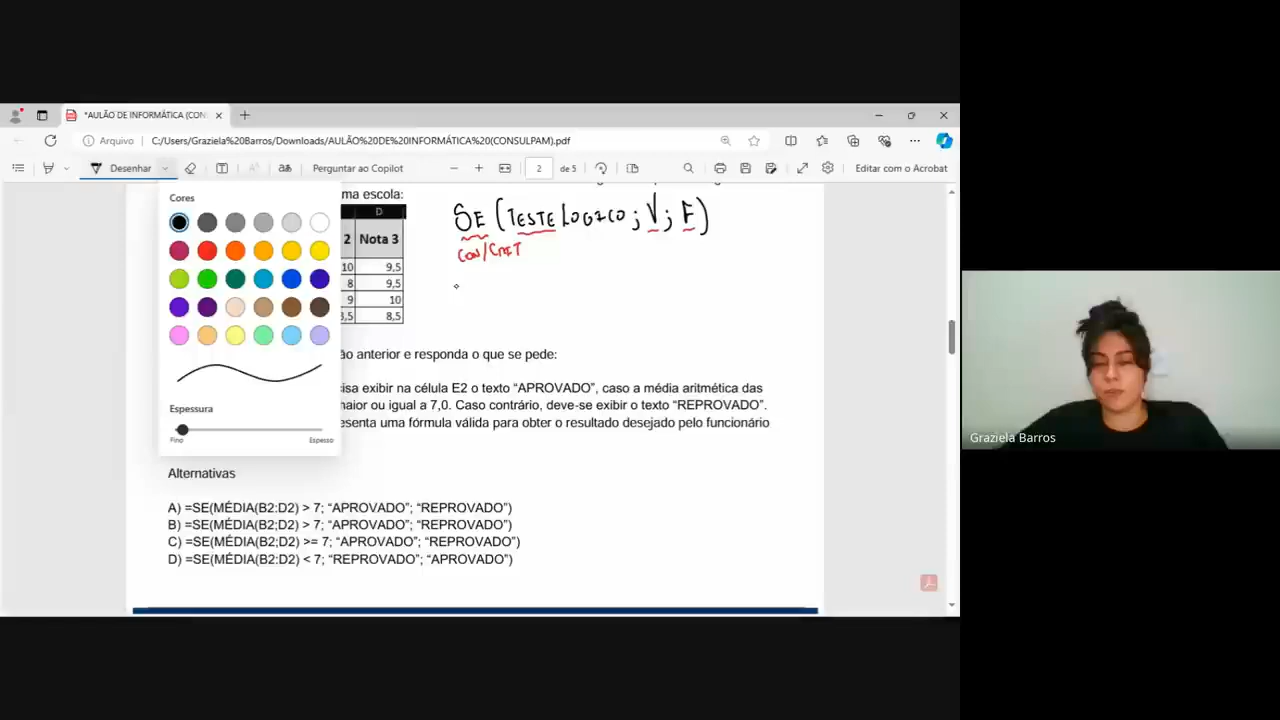 *AULÃO DE INFORMÁTICA (CON
Arquivo C:/Users/Graziela%20Barros/Downloads/AULÃO%20DE%20INFORMÁTICA%20(CONSULPAM).pdf
Desenhar Perguntar ao Copilot 2 de 5 Editar com o Acrobat
Cores
Espessura
Fino Espesso
ma escola:
D
2 Nota 3
10 9,5
8 9,5
9 10
,5 8,5
SE (TESTE LOGICO ; V ; F)
ão anterior e responda o que se pede:
isa exibir na célula E2 o texto “APROVADO”, caso a média aritmética das
maior ou igual a 7,0. Caso contrário, deve-se exibir o texto “REPROVADO”.
esenta uma fórmula válida para obter o resultado desejado pelo funcionário
Alternativas
A) =SE(MÉDIA(B2:D2) > 7; “APROVADO”; “REPROVADO”)
B) =SE(MÉDIA(B2;D2) > 7; “APROVADO”; “REPROVADO”)
C) =SE(MÉDIA(B2;D2) >= 7; “APROVADO”; “REPROVADO”)
D) =SE(MÉDIA(B2:D2) < 7; “REPROVADO”; “APROVADO”)
Graziela Barros